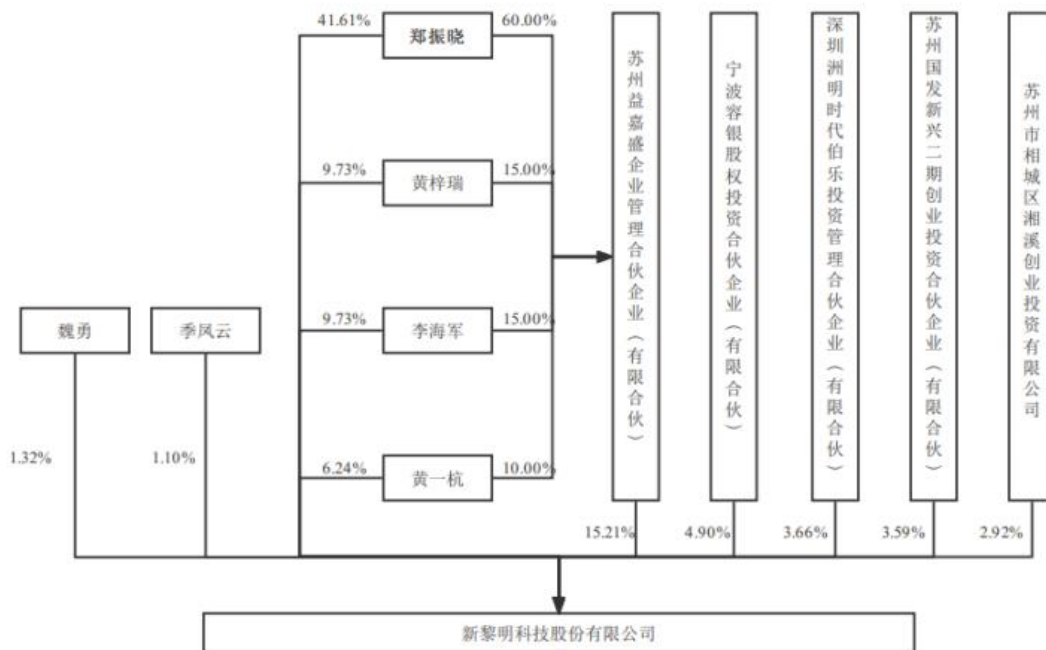 41.61%
郑振晓
60.00%
9.73%
黄梓瑞
15.00%
9.73%
李海军
15.00%
6.24%
黄一杭
10.00%
魏勇
季凤云
1.32%
1.10%
苏州益嘉盛企业管理合伙企业（有限合伙）
宁波容银股权投资合伙企业（有限合伙）
深圳洲明时代伯乐投资管理合伙企业（有限合伙）
苏州国发新兴二期创业投资合伙企业（有限合伙）
苏州市相城区湘溪创业投资有限公司
15.21%
4.90%
3.66%
3.59%
2.92%
新黎明科技股份有限公司